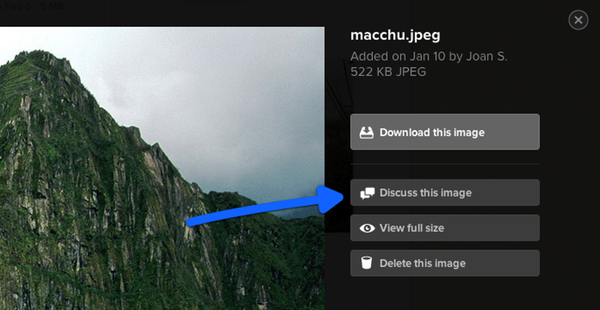 macchu.jpeg
Added on Jan 10 by Joan S.
522 KB JPEG
Download this image
Discuss this image
View full size
Delete this image